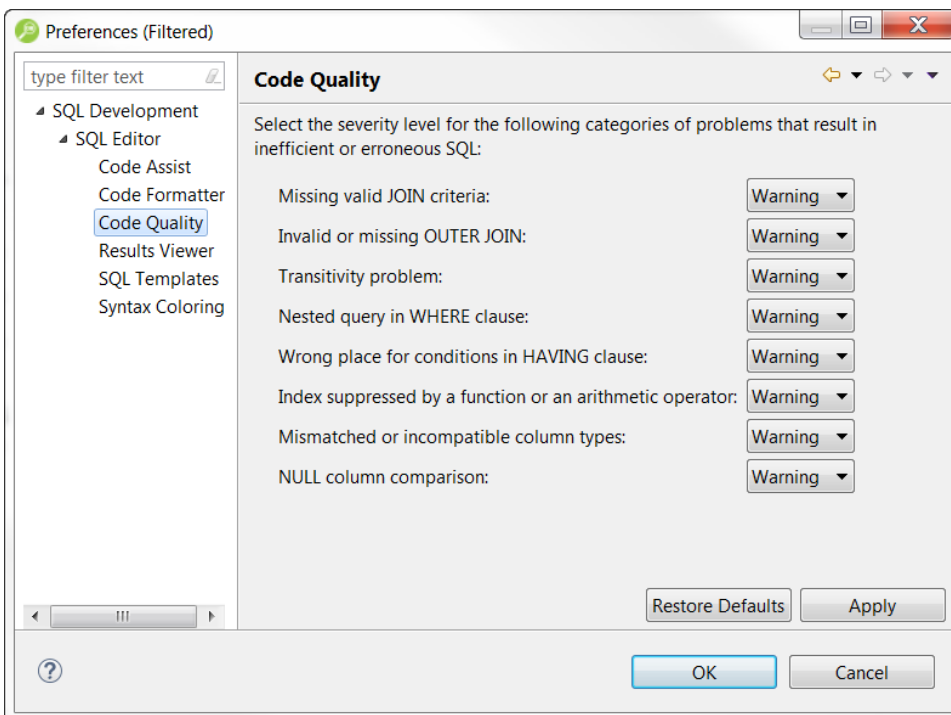 Preferences (Filtered)
type filter text
SQL Development
SQL Editor
Code Assist
Code Formatter
Code Quality
Results Viewer
SQL Templates
Syntax Coloring
Code Quality
Select the severity level for the following categories of problems that result in
inefficient or erroneous SQL:
Missing valid JOIN criteria: Warning
Invalid or missing OUTER JOIN: Warning
Transitivity problem: Warning
Nested query in WHERE clause: Warning
Wrong place for conditions in HAVING clause: Warning
Index suppressed by a function or an arithmetic operator: Warning
Mismatched or incompatible column types: Warning
NULL column comparison: Warning
Restore Defaults Apply
? OK Cancel